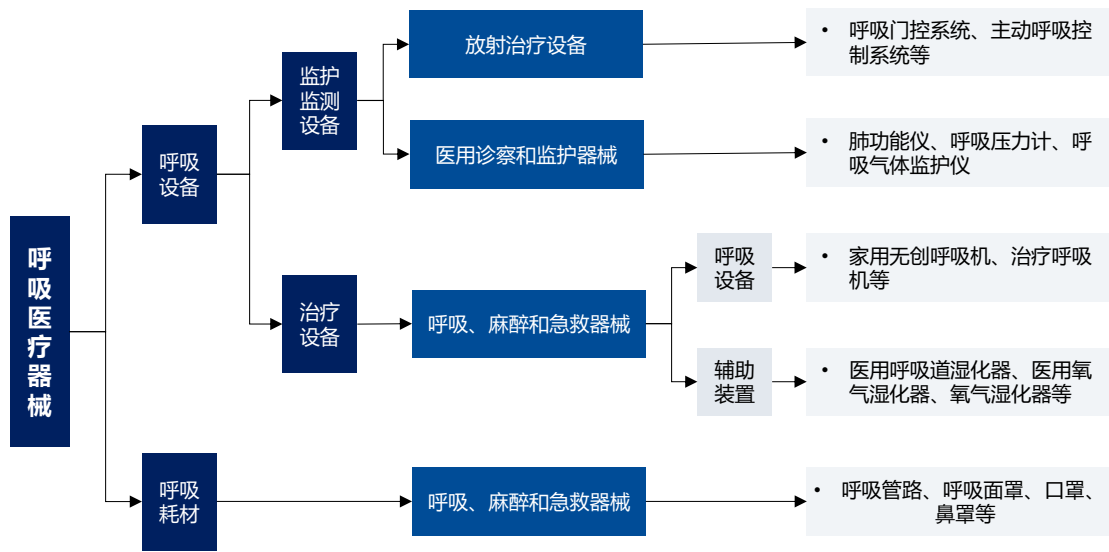 放射治疗设备
• 呼吸门控系统、主动呼吸控
制系统等
监护
监测
设备
呼吸
设备
医用诊察和监护器械
• 肺功能仪、呼吸压力计、呼
吸气体监护仪
呼吸医疗器械
呼吸
设备
• 家用无创呼吸机、治疗呼吸
机等
治疗
设备
呼吸、麻醉和急救器械
辅助
装置
• 医用呼吸道湿化器、医用氧
气湿化器、氧气湿化器等
呼吸
耗材
呼吸、麻醉和急救器械
• 呼吸管路、呼吸面罩、口罩、
鼻罩等